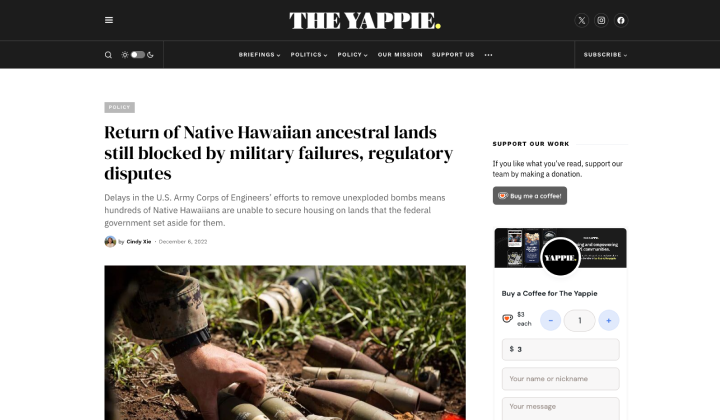 THE YAPPIE.
BRIEFINGS
POLITICS
POLICY
OUR MISSION
SUPPORT US
SUBSCRIBE
POLICY
Return of Native Hawaiian ancestral lands
still blocked by military failures, regulatory
disputes
Delays in the U.S. Army Corps of Engineers' efforts to remove unexploded bombs means
hundreds of Native Hawaiians are unable to secure housing on lands that the federal
government set aside for them.
by Cindy Xie · December 6, 2022
SUPPORT OUR WORK
If you like what you've read, support our
team by making a donation.
Buy me a coffee!
YAPPIE.
Buy a Coffee for The Yappie
$3
each
- 1 +
$ 3
Your name or nickname
Your message